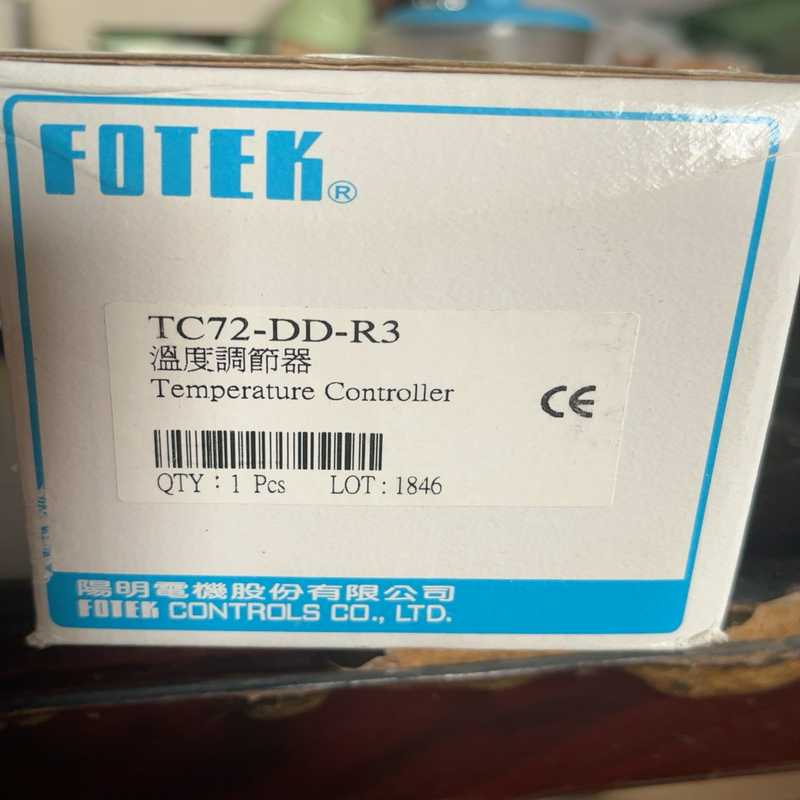 FOTEK®
TC72-DD-R3
溫度調節器
Temperature Controller
CE
QTY：1 Pcs LOT : 1846
陽明電機股份有限公司
FOTEK CONTROLS CO., LTD.